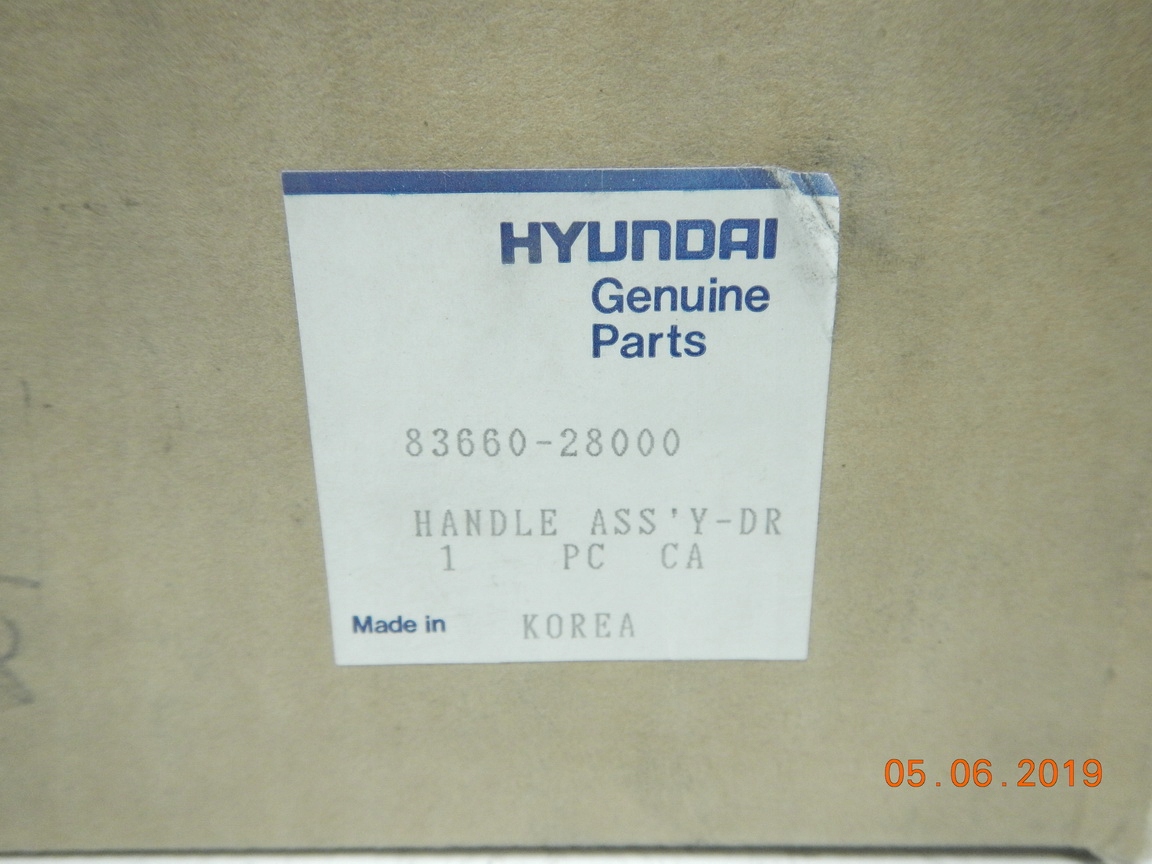 HYUNDAI
Genuine
Parts
83660-28000
HANDLE ASS'Y-DR
1 PC CA
Made in KOREA
05.06.2019